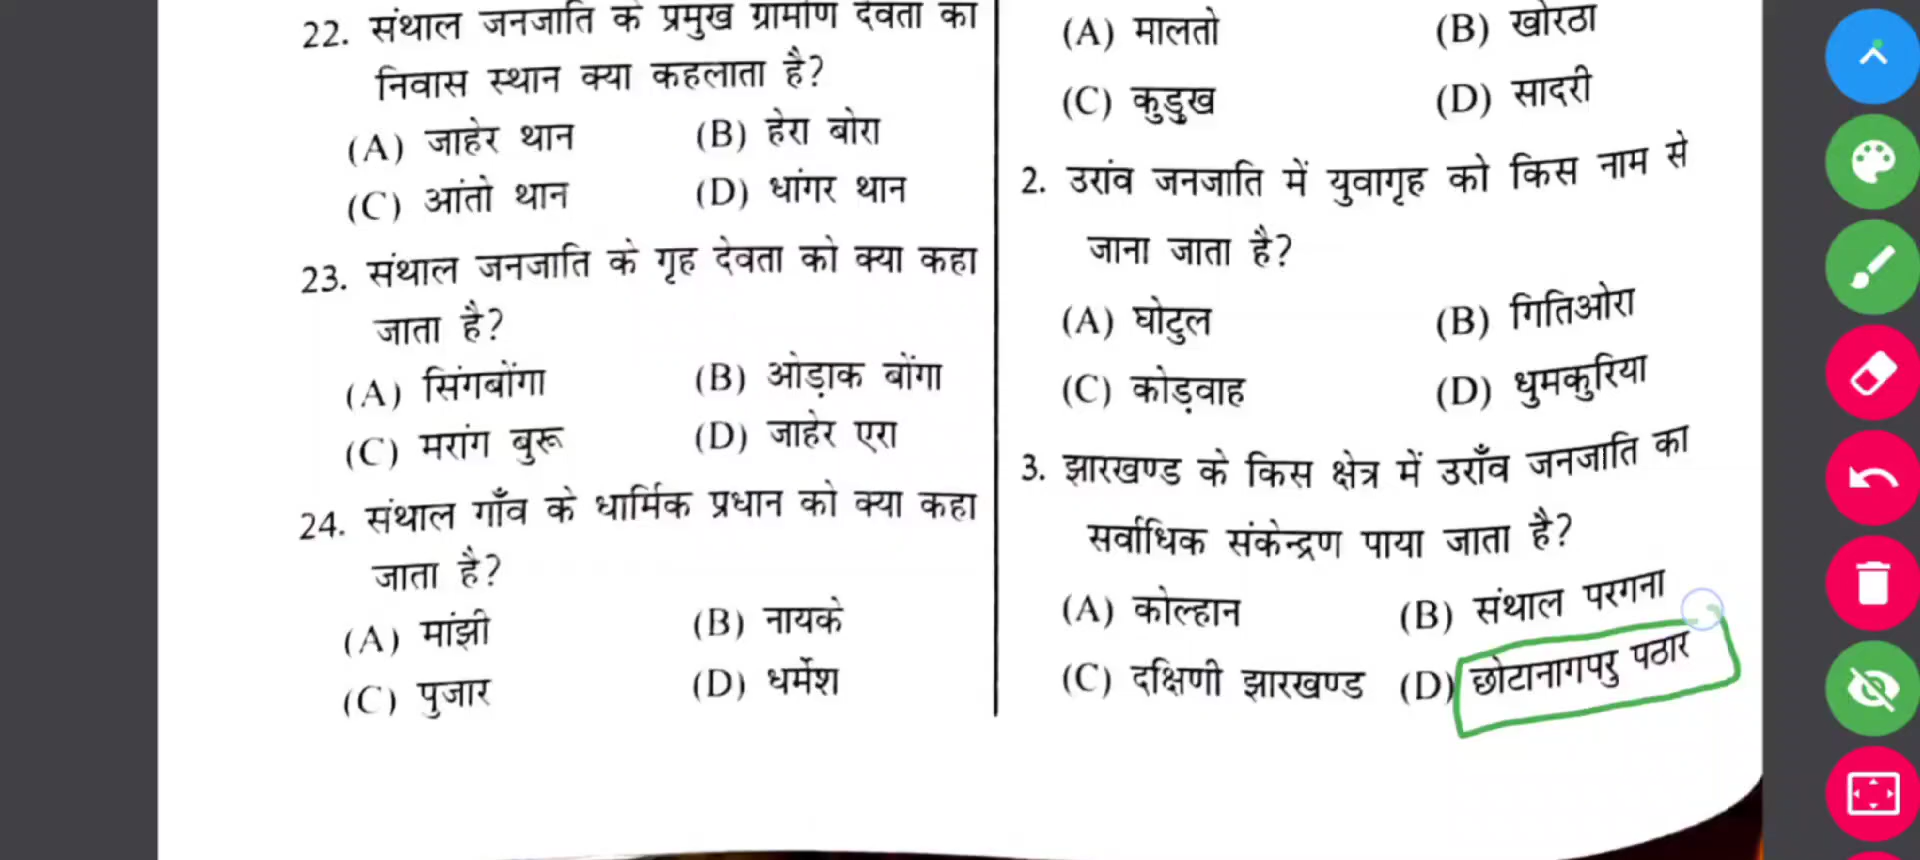 22. संथाल जनजाति के प्रमुख ग्रामीण देवता का
निवास स्थान क्या कहलाता है?
(A) जाहेर थान (B) हेरा बोरा
(C) आंतो थान (D) धांगर थान
23. संथाल जनजाति के गृह देवता को क्या कहा
जाता है?
(A) सिंगबोंगा (B) ओड़ाक बोंगा
(C) मरांग बुरू (D) जाहेर एरा
24. संथाल गाँव के धार्मिक प्रधान को क्या कहा
जाता है?
(A) मांझी (B) नायके
(C) पुजार (D) धर्मेश
(A) मालतो (B) खोरठा
(C) कुडुख (D) सादरी
2. उरांव जनजाति में युवागृह को किस नाम से
जाना जाता है?
(A) घोटुल (B) गितिओरा
(C) कोड़वाह (D) धुमकुरिया
3. झारखण्ड के किस क्षेत्र में उराँव जनजाति का
सर्वाधिक संकेन्द्रण पाया जाता है?
(A) कोल्हान (B) संथाल परगना
(C) दक्षिणी झारखण्ड (D) छोटानागपरु पठार